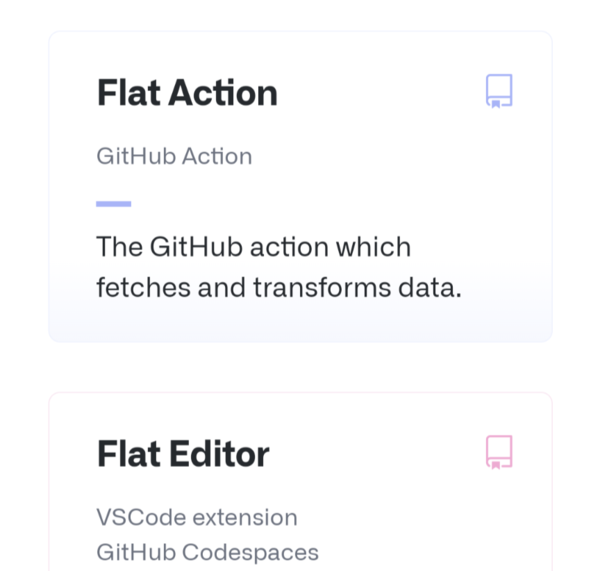 Flat Action
GitHub Action
The GitHub action which
fetches and transforms data.
Flat Editor
VSCode extension
GitHub Codespaces